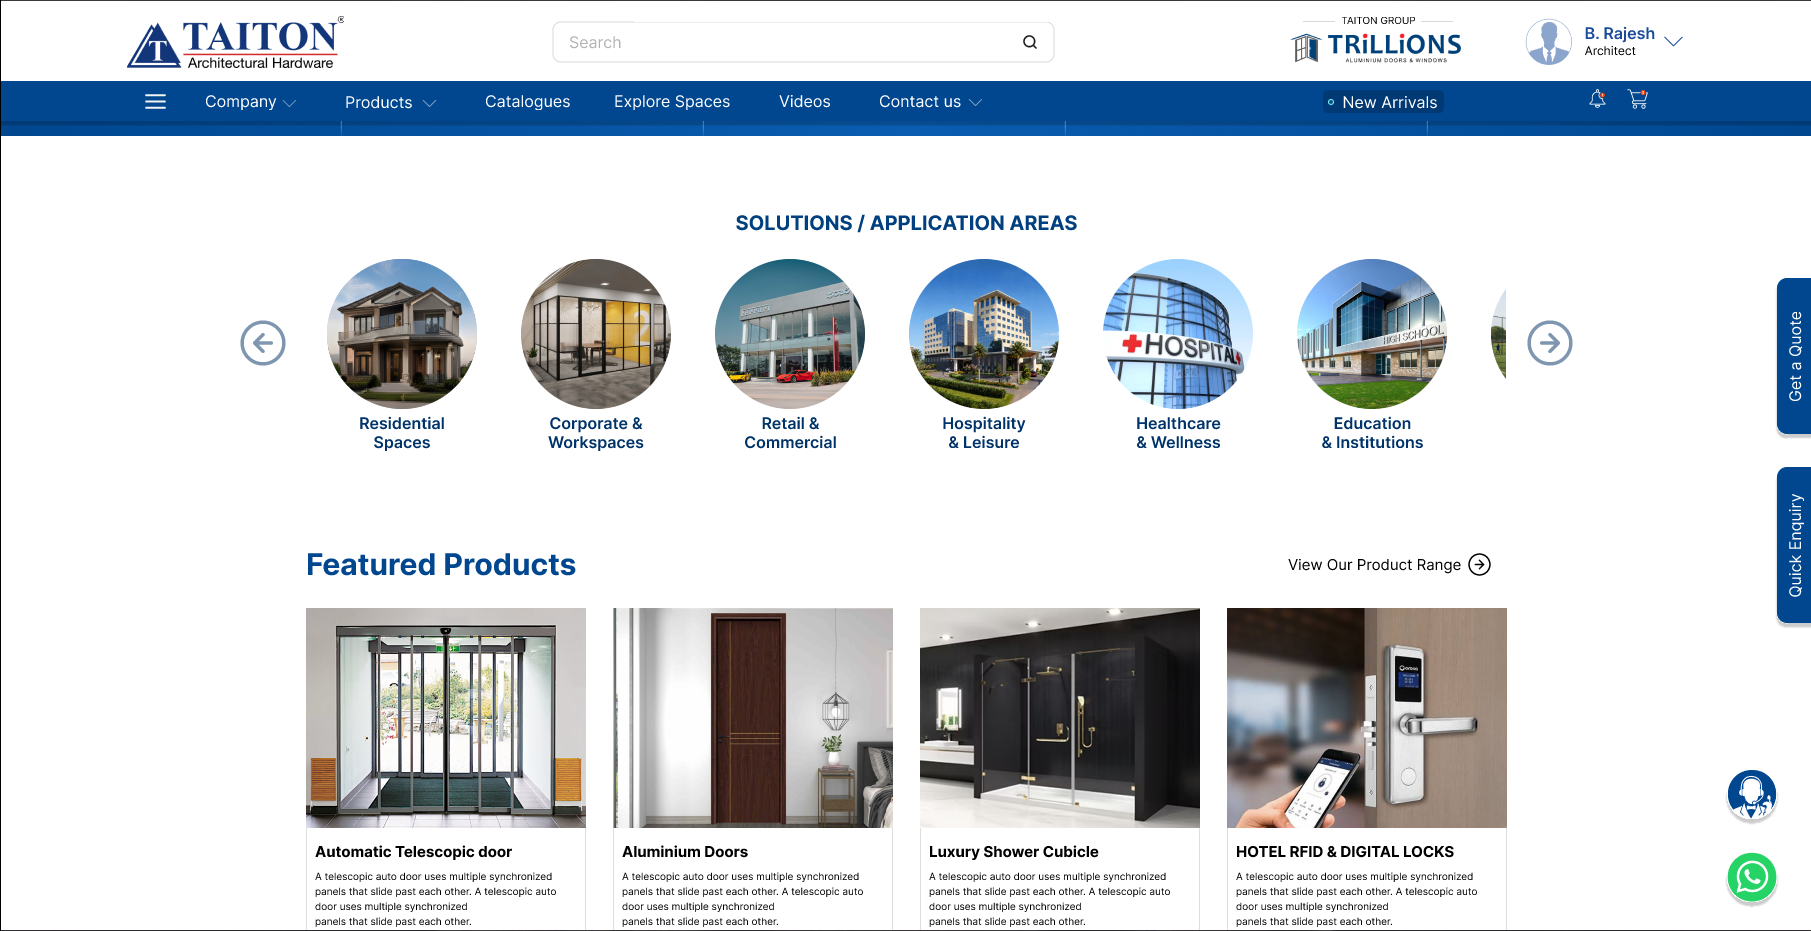 TAITON®
Architectural Hardware
Search
TAITON GROUP
TRiLLiONS
ALUMINIUM DOORS & WINDOWS
B. Rajesh
Architect
Company
Products
Catalogues
Explore Spaces
Videos
Contact us
New Arrivals
SOLUTIONS / APPLICATION AREAS
2
HOSPITAL
HIGH SCHOOL
Residential
Spaces
Corporate &
Workspaces
Retail &
Commercial
Hospitality
& Leisure
Healthcare
& Wellness
Education
& Institutions
Get a Quote
Quick Enquiry
Featured Products
View Our Product Range
Automatic Telescopic door
A telescopic auto door uses multiple synchronized
panels that slide past each other. A telescopic auto
door uses multiple synchronized
panels that slide past each other.
Aluminium Doors
A telescopic auto door uses multiple synchronized
panels that slide past each other. A telescopic auto
door uses multiple synchronized
panels that slide past each other.
Luxury Shower Cubicle
A telescopic auto door uses multiple synchronized
panels that slide past each other. A telescopic auto
door uses multiple synchronized
panels that slide past each other.
HOTEL RFID & DIGITAL LOCKS
A telescopic auto door uses multiple synchronized
panels that slide past each other. A telescopic auto
door uses multiple synchronized
panels that slide past each other.